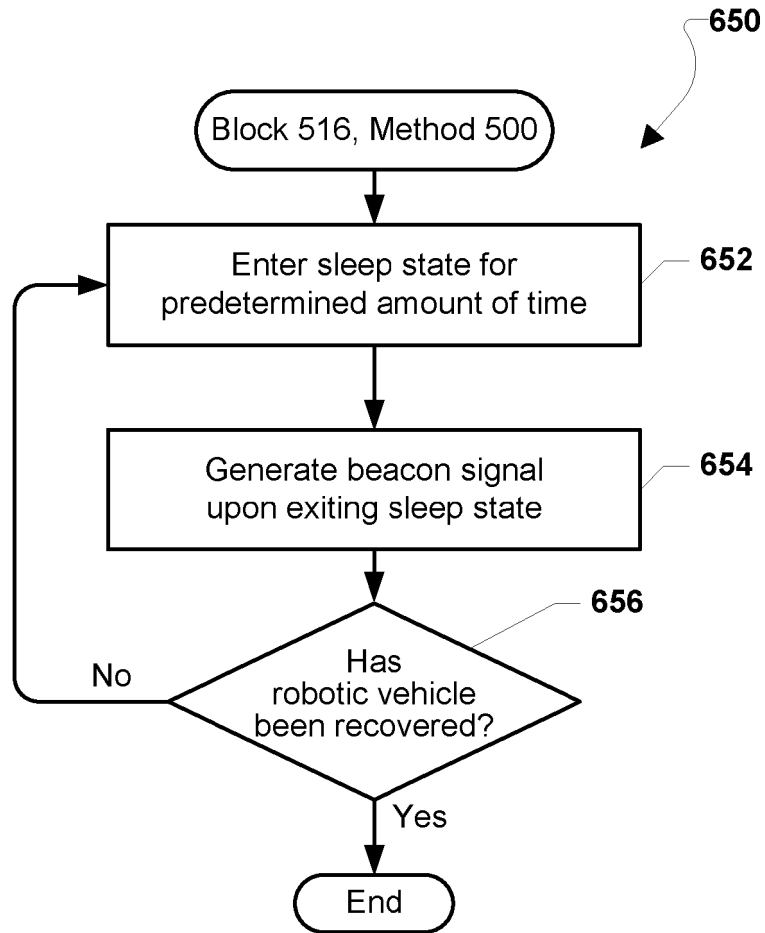 650
Block 516, Method 500
Enter sleep state for
predetermined amount of time
652
Generate beacon signal
upon exiting sleep state
654
656
Has
robotic vehicle
been recovered?
No
Yes
End